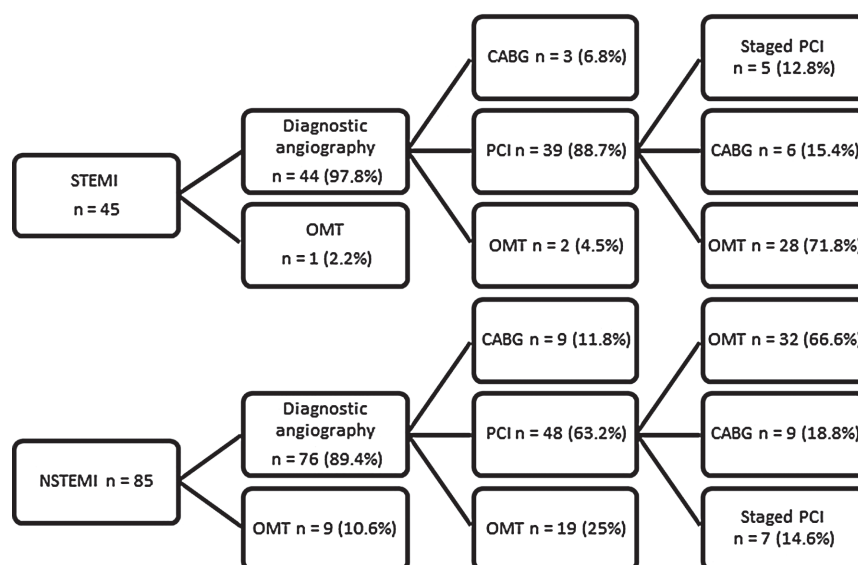 STEMI
n = 45
Diagnostic
angiography
n = 44 (97.8%)
OMT
n = 1 (2.2%)
CABG n = 3 (6.8%)
PCI n = 39 (88.7%)
OMT n = 2 (4.5%)
Staged PCI
n = 5 (12.8%)
CABG n = 6 (15.4%)
OMT n = 28 (71.8%)
NSTEMI n = 85
Diagnostic
angiography
n = 76 (89.4%)
OMT n = 9 (10.6%)
CABG n = 9 (11.8%)
PCI n = 48 (63.2%)
OMT n = 19 (25%)
OMT n = 32 (66.6%)
CABG n = 9 (18.8%)
Staged PCI
n = 7 (14.6%)